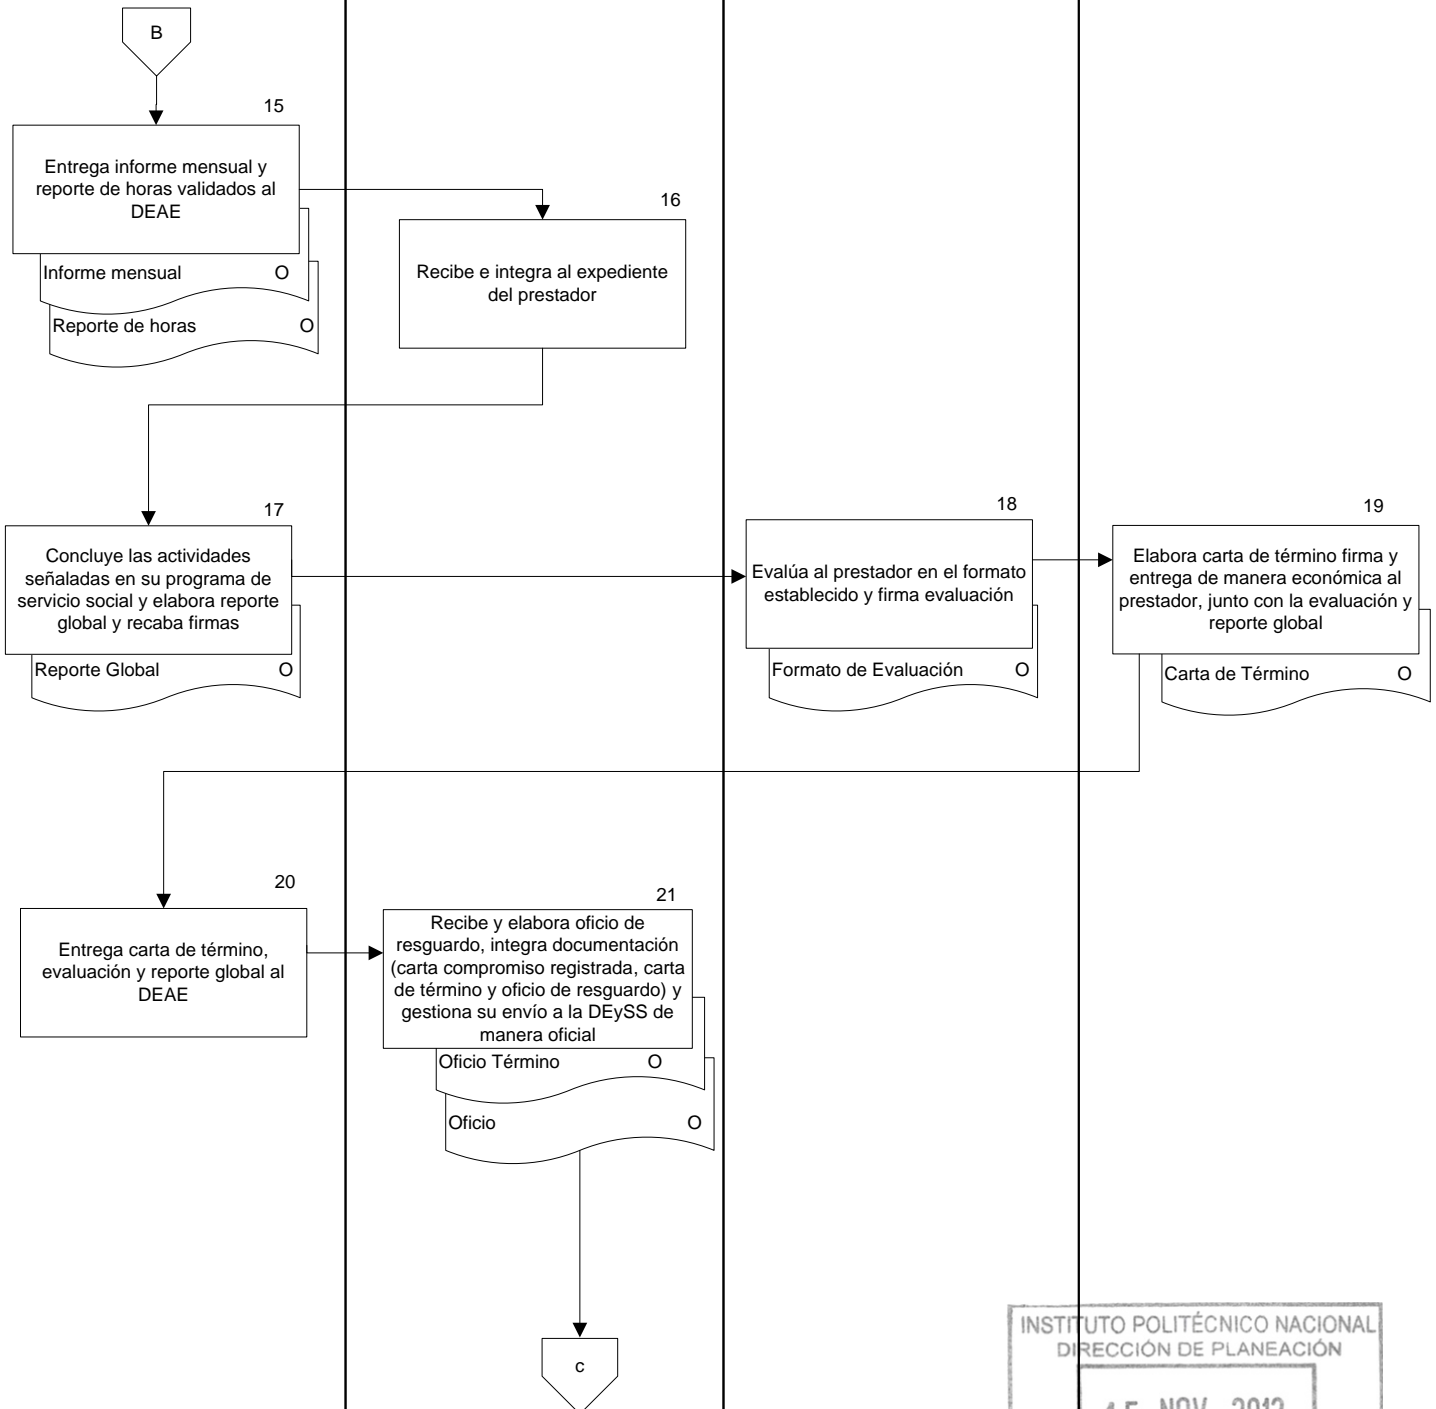 B
15
Entrega informe mensual y
reporte de horas validados al
DEAE
Informe mensual O
Reporte de horas O
16
Recibe e integra al expediente
del prestador
17
Concluye las actividades
señaladas en su programa de
servicio social y elabora reporte
global y recaba firmas
Reporte Global O
18
Evalúa al prestador en el formato
establecido y firma evaluación
Formato de Evaluación O
19
Elabora carta de término firma y
entrega de manera económica al
prestador, junto con la evaluación y
reporte global
Carta de Término O
20
Entrega carta de término,
evaluación y reporte global al
DEAE
21
Recibe y elabora oficio de
resguardo, integra documentación
(carta compromiso registrada, carta
de término y oficio de resguardo) y
gestiona su envío a la DEySS de
manera oficial
Oficio Término O
Oficio O
c
INSTITUTO POLITÉCNICO NACIONAL
DIRECCIÓN DE PLANEACIÓN
15 NOV 2012